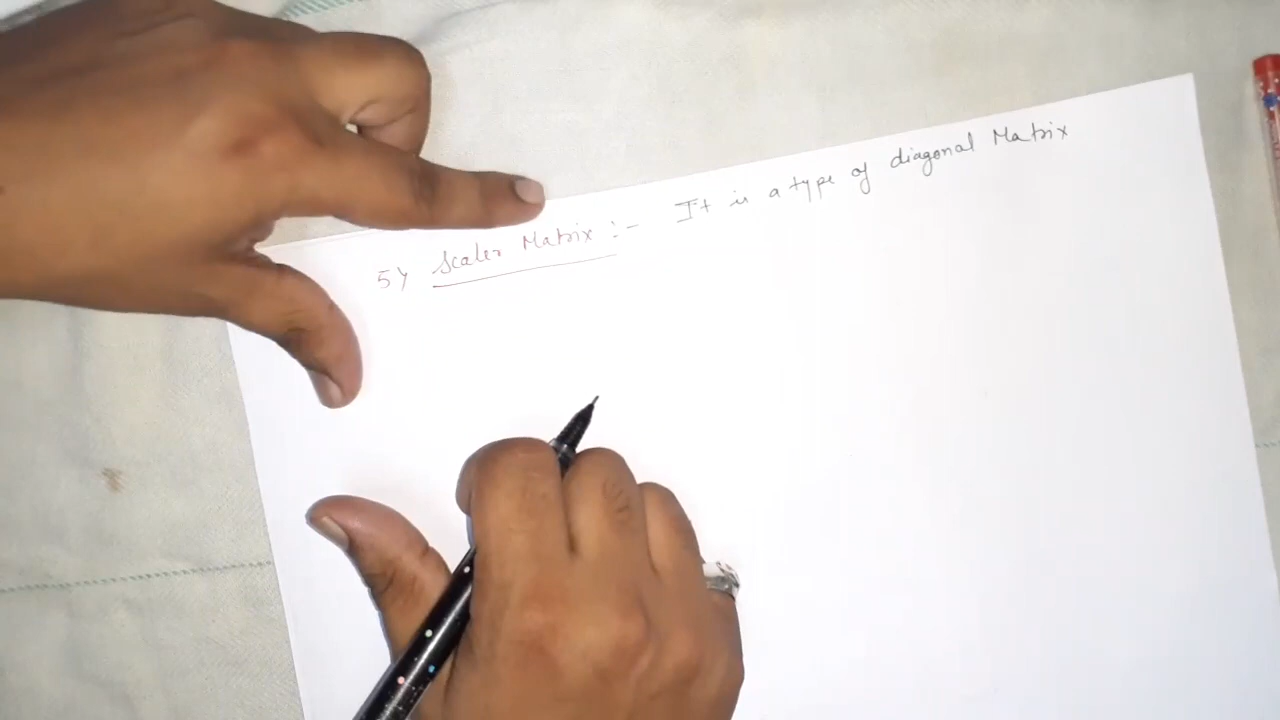 5) Scaler Matrix :- It is a type of diagonal Matrix